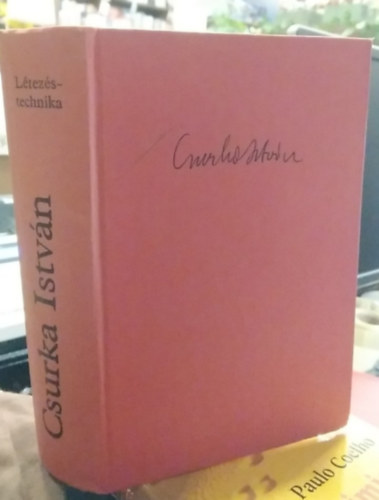 Létezés-
technika
Csurka István
Csurka István
Paulo Coelho